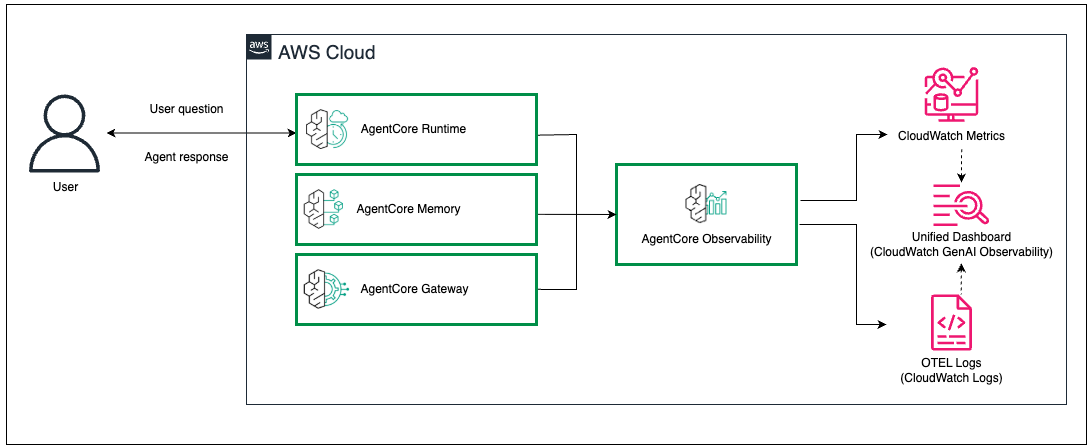 aws
AWS Cloud
User question
Agent response
User
AgentCore Runtime
AgentCore Memory
AgentCore Gateway
AgentCore Observability
CloudWatch Metrics
Unified Dashboard
(CloudWatch GenAI Observability)
OTEL Logs
(CloudWatch Logs)